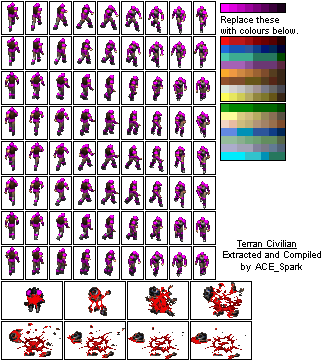 Replace these
with colours below.
Terran Civilian
Extracted and Compiled
by ACE_Spark